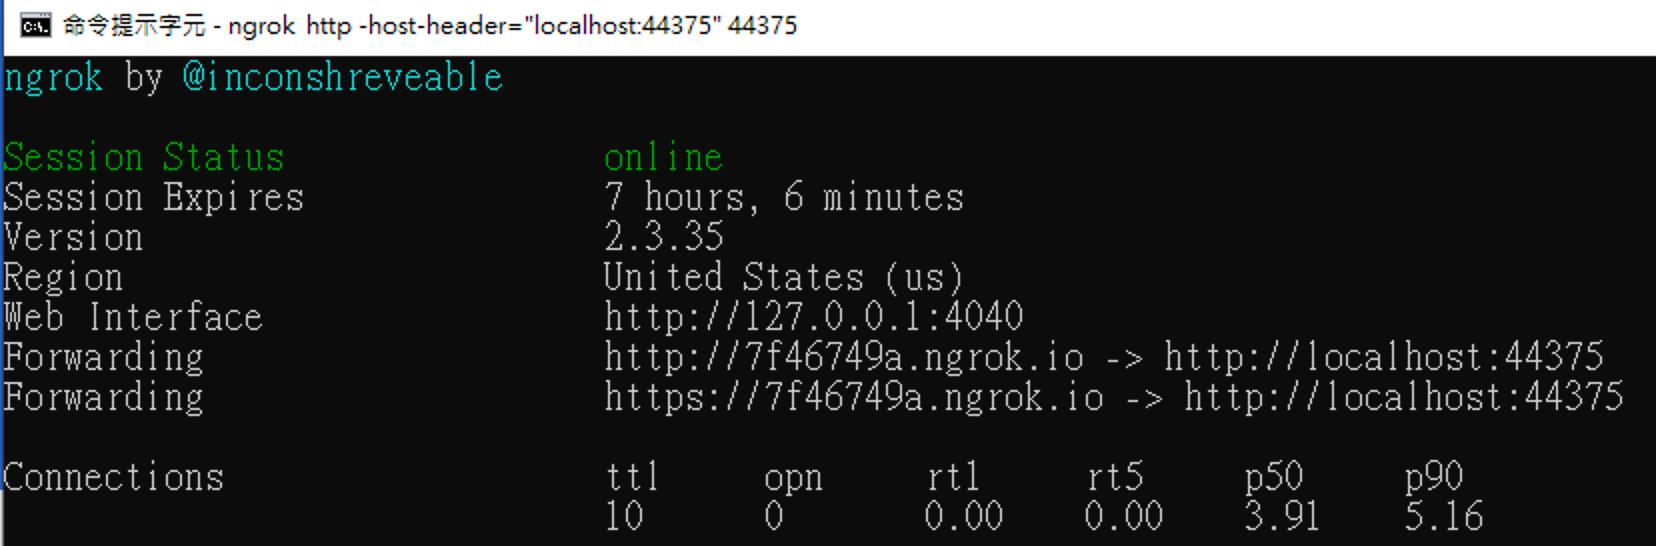 命令提示字元 - ngrok http -host-header="localhost:44375" 44375
ngrok by @inconshreveable
Session Status online
Session Expires 7 hours, 6 minutes
Version 2.3.35
Region United States (us)
Web Interface http://127.0.0.1:4040
Forwarding http://7f46749a.ngrok.io -> http://localhost:44375
Forwarding https://7f46749a.ngrok.io -> http://localhost:44375
Connections ttl opn rt1 rt5 p50 p90
10 0 0.00 0.00 3.91 5.16